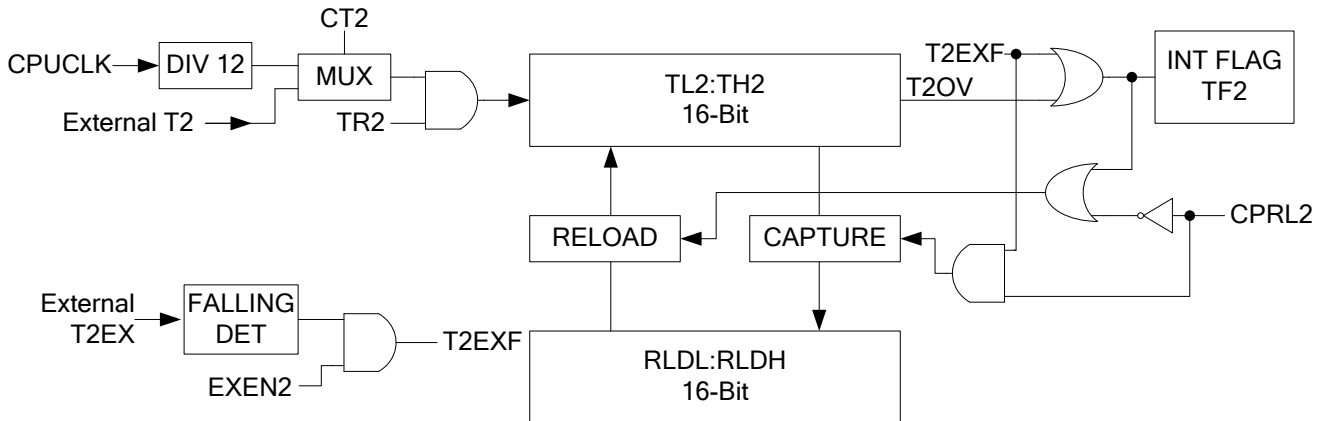 CT2
CPUCLK
DIV 12
MUX
External T2
TR2
TL2:TH2
16-Bit
T2EXF
T2OV
INT FLAG
TF2
RELOAD
CAPTURE
CPRL2
External
T2EX
FALLING
DET
EXEN2
T2EXF
RLDL:RLDH
16-Bit